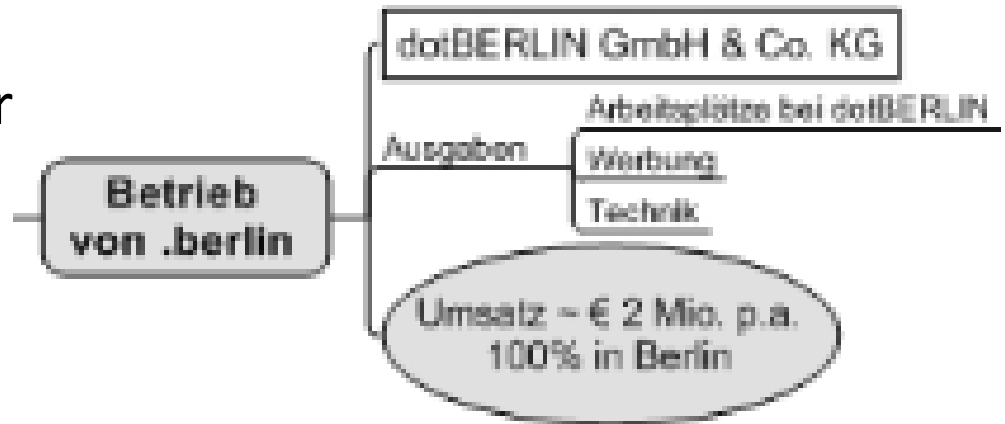 r
Betrieb
von .berlin
dotBERLIN GmbH & Co. KG
Ausgaben
Arbeitsplätze bei dotBERLIN
Werbung
Technik
Umsatz ~ € 2 Mio. p.a.
100% in Berlin